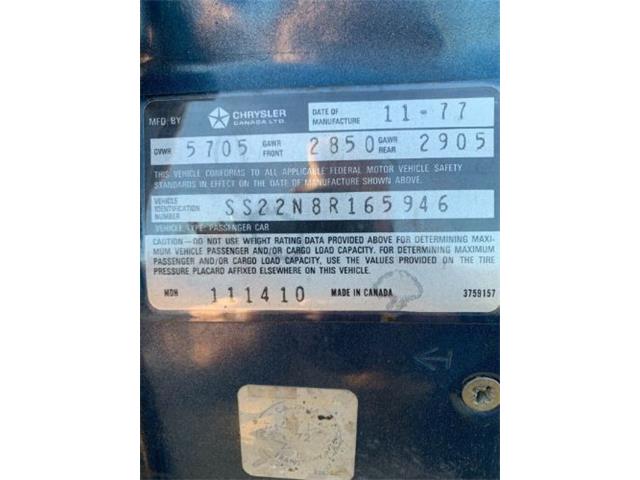 MFD. BY CHRYSLER CANADA LTD. DATE OF MANUFACTURE 11-77
GVWR 5705 GAWR FRONT 2850 GAWR REAR 2905
THIS VEHICLE CONFORMS TO ALL APPLICABLE FEDERAL MOTOR VEHICLE SAFETY
STANDARDS IN EFFECT ON THE DATE OF MANUFACTURE SHOWN ABOVE.
VEHICLE IDENTIFICATION NUMBER SS22N8R165946
VEHICLE TYPE: PASSENGER CAR
CAUTION—DO NOT USE WEIGHT RATING DATA PROVIDED ABOVE FOR DETERMINING MAXI-
MUM VEHICLE PASSENGER AND/OR CARGO LOAD CAPACITY. FOR DETERMINING MAXIMUM
PASSENGER AND/OR CARGO LOAD CAPACITY, USE THE VALUES PROVIDED ON THE TIRE
PRESSURE PLACARD AFFIXED ELSEWHERE ON THIS VEHICLE.
MDH 111410 MADE IN CANADA 3759157